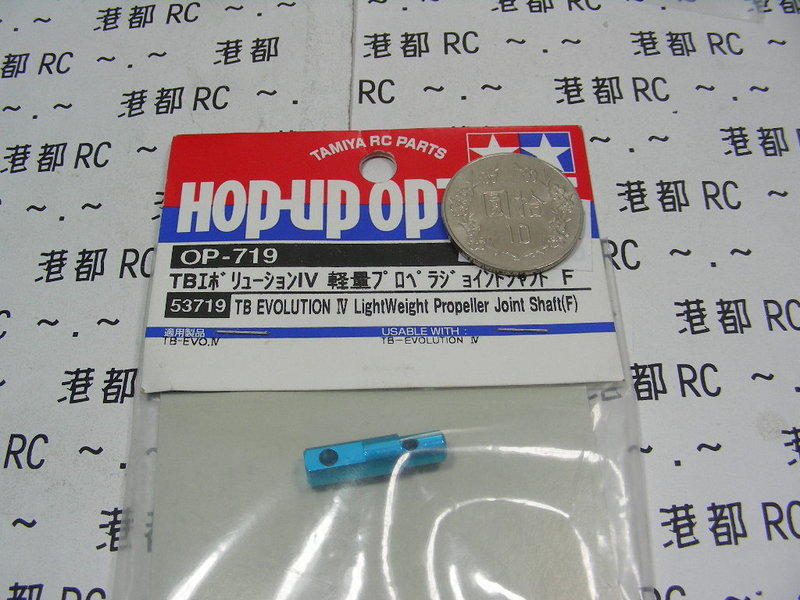 港都 RC ～.～ 港都
港都 RC ～.～
港都 RC ～.～
港都 RC ～.～
RC ～.～
港都 RC ～.～
港都 RC
港都
港都 RC
TAMIYA RC PARTS
HOP-UP OP
拾圓
10
OP-719
TBエボリューションIV 軽量プロペラジョイントシャフト F
53719 TB EVOLUTION IV LightWeight Propeller Joint Shaft(F)
適用製品 USABLE WITH :
TB-EVO.IV TB-EVOLUTION IV
港都 RC
港都 RC ～
港都 RC ～.
港都 RC
港都 RC
港都 RC